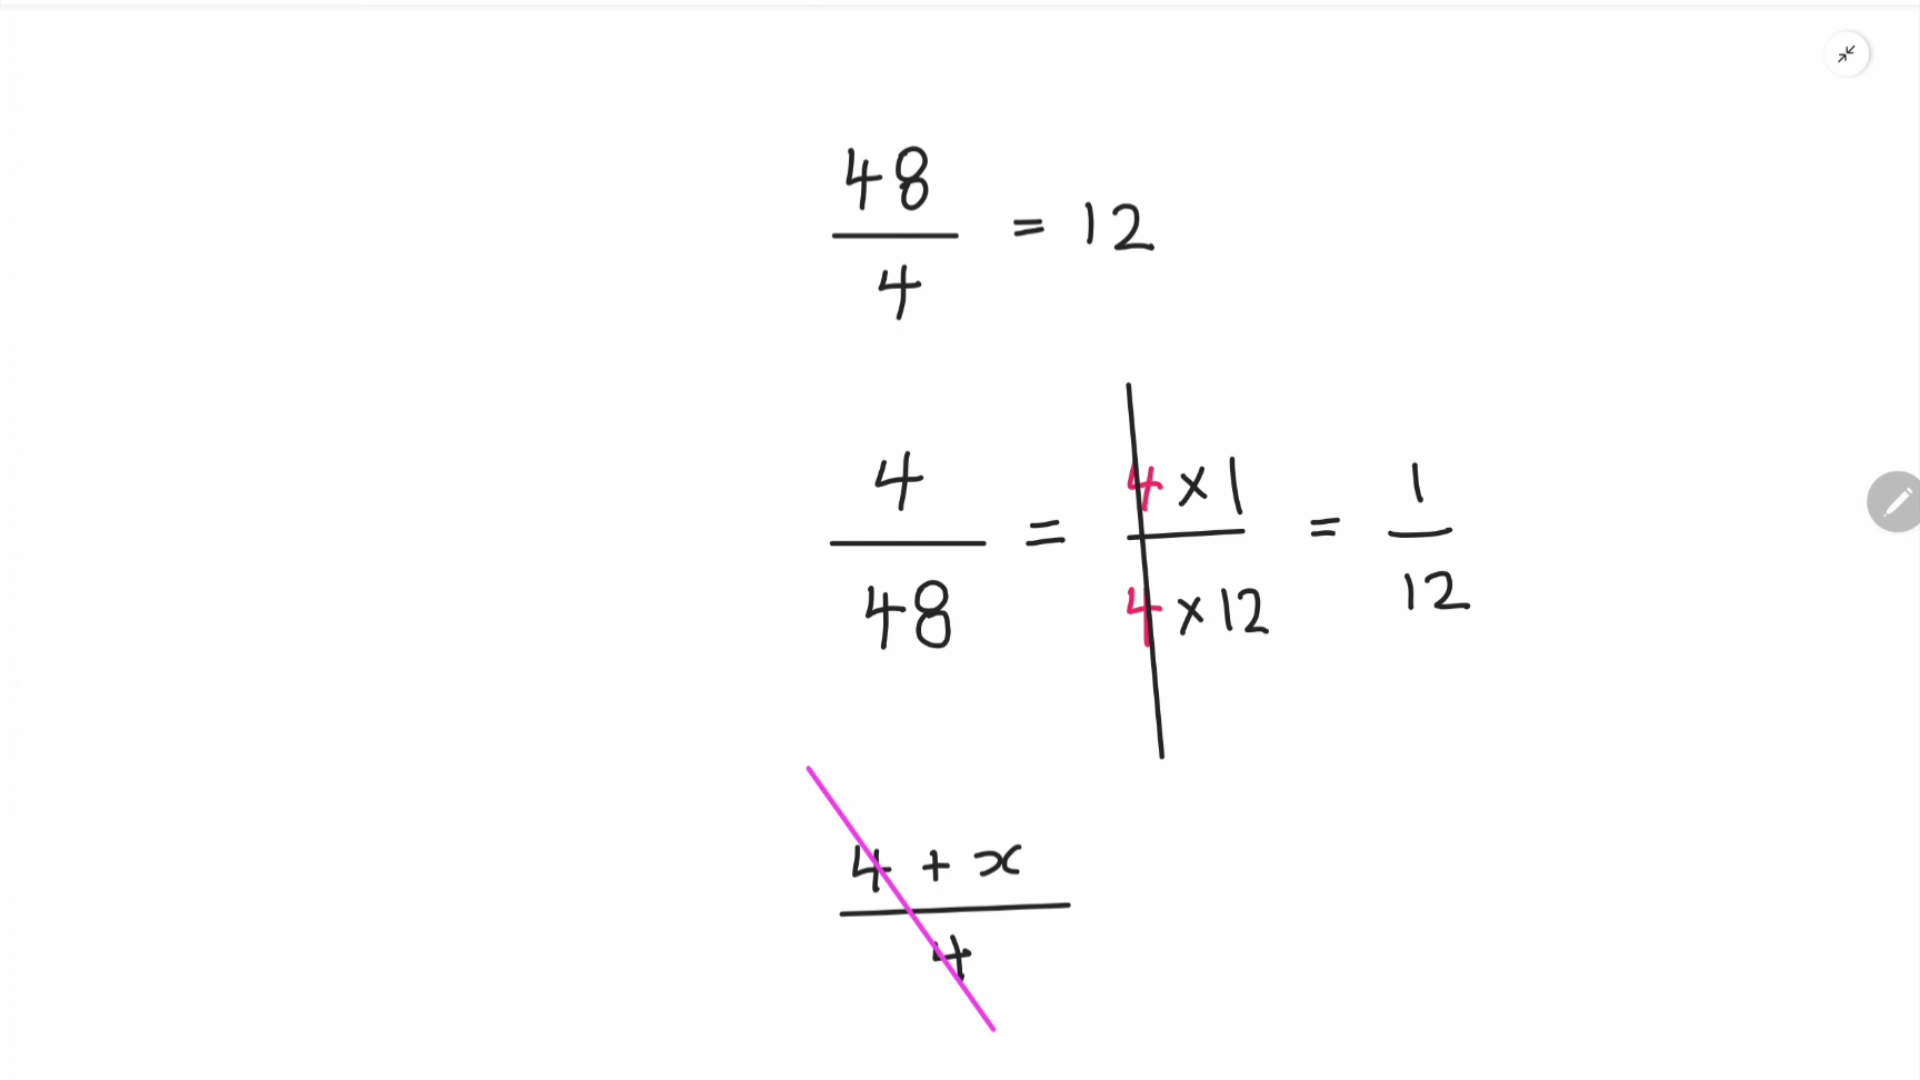 48/4 = 12
4/48 = 4 × 1/4 × 12 = 1/12
4 + x/4